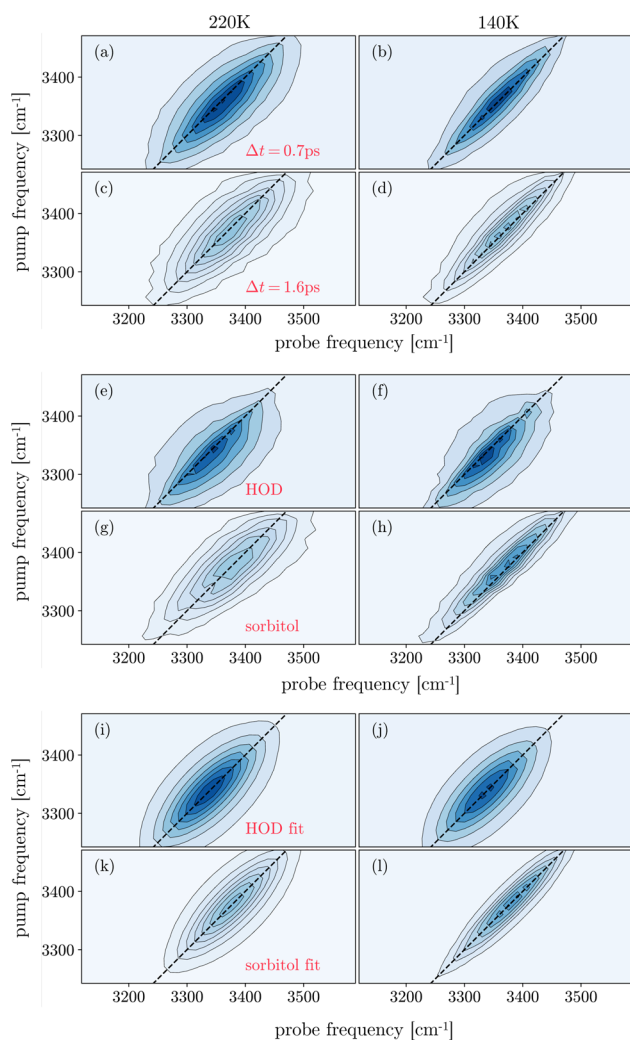 220K 140K
(a) (b)
3400
3300
Δt = 0.7ps
(c) (d)
3400
3300
Δt = 1.6ps
pump frequency [cm⁻¹]
3200 3300 3400 3500 3200 3300 3400 3500
probe frequency [cm⁻¹]
(e) (f)
3400
3300
HOD
(g) (h)
3400
3300
sorbitol
pump frequency [cm⁻¹]
3200 3300 3400 3500 3200 3300 3400 3500
probe frequency [cm⁻¹]
(i) (j)
3400
3300
HOD fit
(k) (l)
3400
3300
sorbitol fit
pump frequency [cm⁻¹]
3200 3300 3400 3500 3200 3300 3400 3500
probe frequency [cm⁻¹]